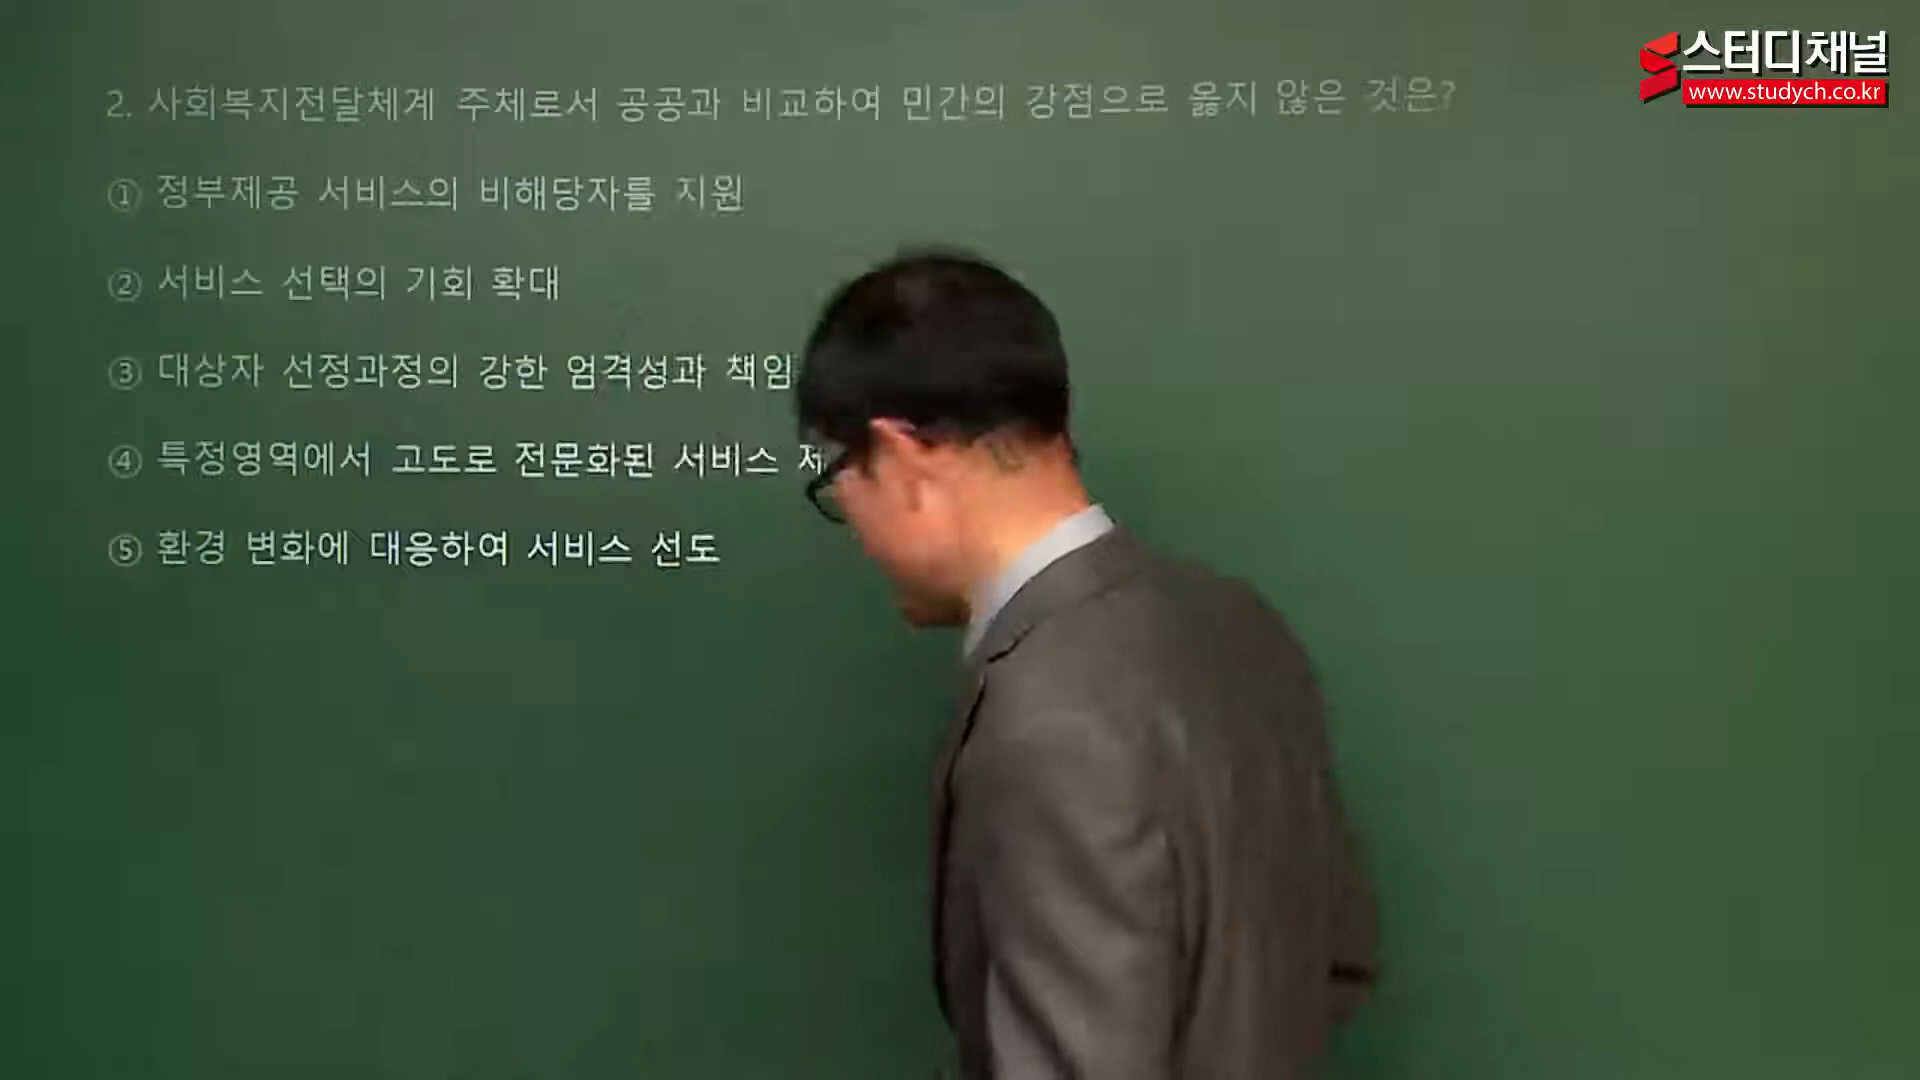 스터디채널
www.studych.co.kr
2. 사회복지전달체계 주체로서 공공과 비교하여 민간의 강점으로 옳지 않은 것은?
① 정부제공 서비스의 비해당자를 지원
② 서비스 선택의 기회 확대
③ 대상자 선정과정의 강한 엄격성과 책임
④ 특정영역에서 고도로 전문화된 서비스 제
⑤ 환경 변화에 대응하여 서비스 선도